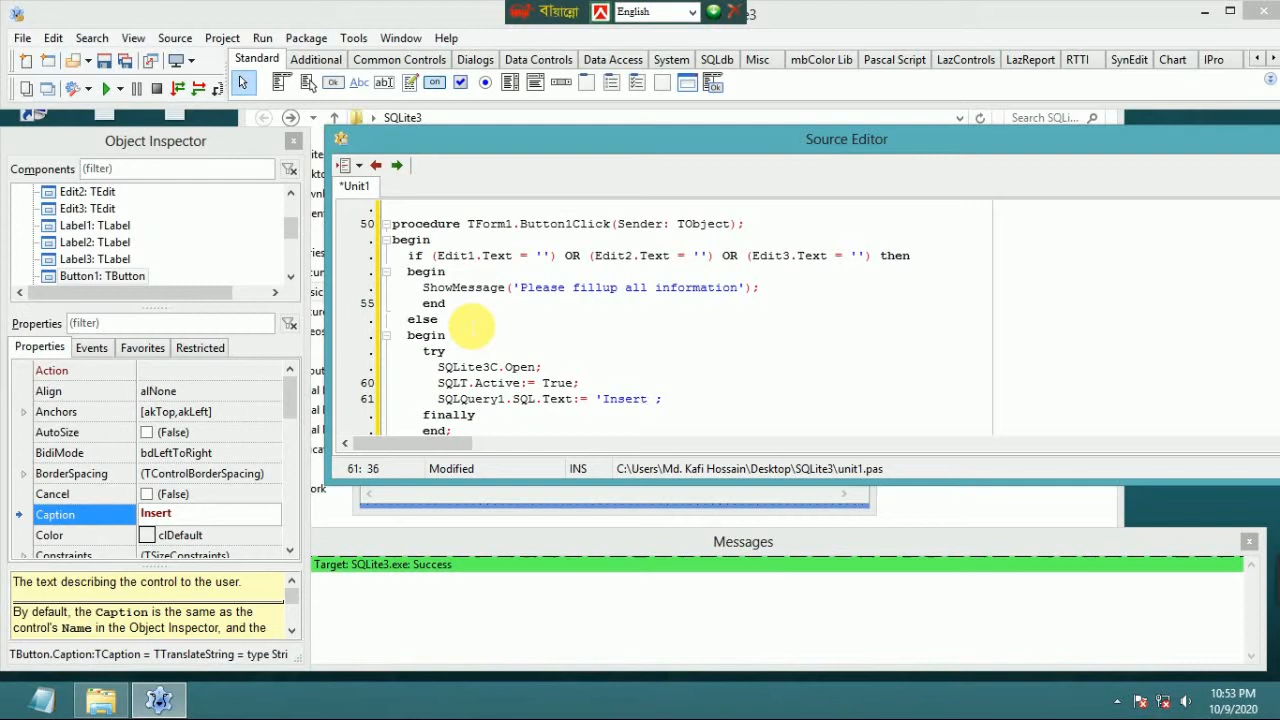 বায়ান্নো English e3
File Edit Search View Source Project Run Package Tools Window Help
Standard Additional Common Controls Dialogs Data Controls Data Access System SQLdb Misc mbColor Lib Pascal Script LazControls LazReport RTTI SynEdit Chart IPro
Ok Abc ab on Ok
SQLite3 Search SQLi...
Object Inspector
Components (filter)
Edit2: TEdit
Edit3: TEdit
Label1: TLabel
Label2: TLabel
Label3: TLabel
Button1: TButton
Properties (filter)
Properties Events Favorites Restricted
Action
Align alNone
Anchors [akTop,akLeft]
AutoSize (False)
BidiMode bdLeftToRight
BorderSpacing (TControlBorderSpacing)
Cancel (False)
Caption Insert
Color clDefault
Constraints (TSizeConstraints)
The text describing the control to the user.
By default, the Caption is the same as the
control's Name in the Object Inspector, and the
TButton.Caption:TCaption = TTranslateString = type Stri
Source Editor
*Unit1
50 procedure TForm1.Button1Click(Sender: TObject);
begin
if (Edit1.Text = '') OR (Edit2.Text = '') OR (Edit3.Text = '') then
begin
ShowMessage('Please fillup all information');
55 end
else
begin
try
SQLite3C.Open;
60 SQLT.Active:= True;
61 SQLQuery1.SQL.Text:= 'Insert ;
finally
end;
61: 36 Modified INS C:\Users\Md. Kafi Hossain\Desktop\SQLite3\unit1.pas
ork
Messages
Target: SQLite3.exe: Success
10:53 PM
10/9/2020